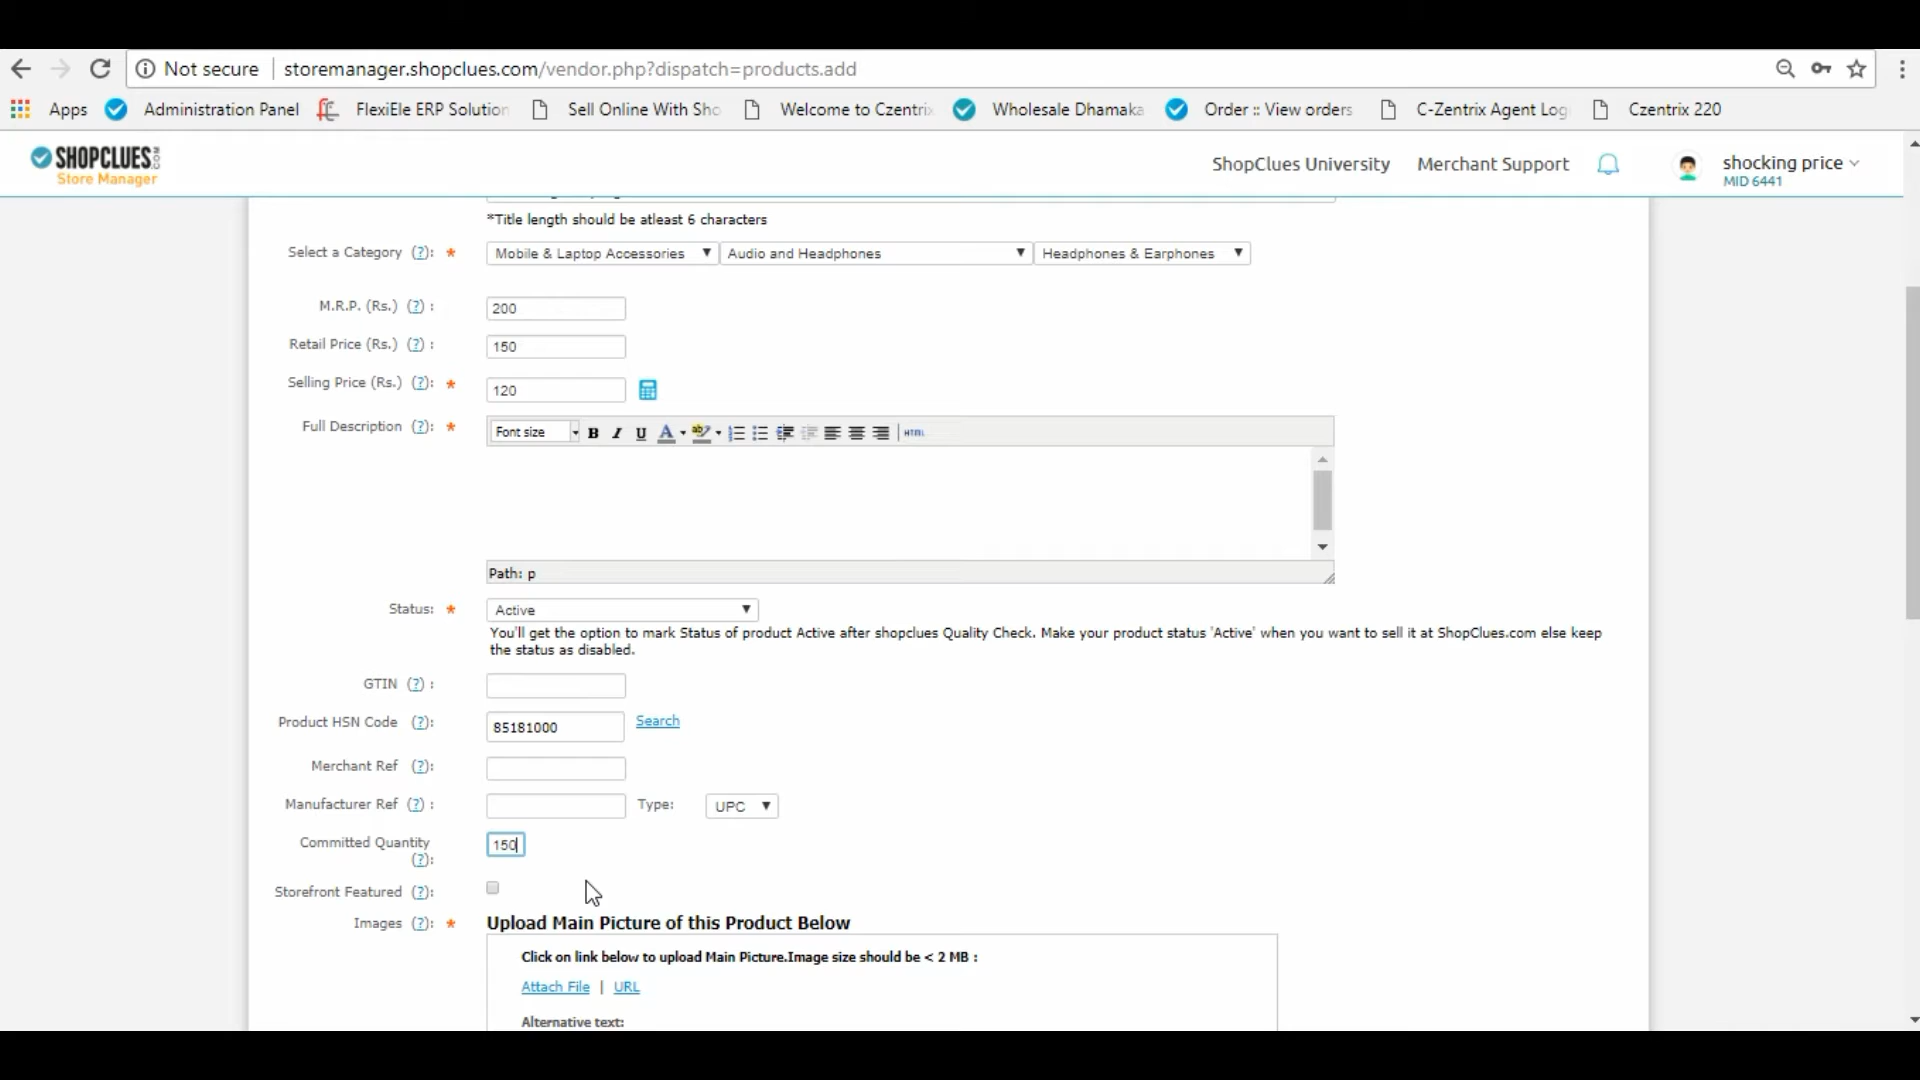 Not secure storemanager.shopclues.com/vendor.php?dispatch=products.add
Apps Administration Panel FlexiEle ERP Solution Sell Online With Sho Welcome to Czentrix Wholesale Dhamaka Order :: View orders C-Zentrix Agent Log Czentrix 220
SHOPCLUES.COM
Store Manager
ShopClues University Merchant Support shocking price
MID 6441
*Title length should be atleast 6 characters
Select a Category (?): * Mobile & Laptop Accessories Audio and Headphones Headphones & Earphones
M.R.P. (Rs.) (?) : 200
Retail Price (Rs.) (?) : 150
Selling Price (Rs.) (?): * 120
Full Description (?): * Font size B I U A ab HTML
Path: p
Status: * Active
You'll get the option to mark Status of product Active after shopclues Quality Check. Make your product status 'Active' when you want to sell it at ShopClues.com else keep
the status as disabled.
GTIN (?) :
Product HSN Code (?): 85181000 Search
Merchant Ref (?):
Manufacturer Ref (?) : Type: UPC
Committed Quantity
(?): 150
Storefront Featured (?):
Images (?): * Upload Main Picture of this Product Below
Click on link below to upload Main Picture.Image size should be < 2 MB :
Attach File | URL
Alternative text: